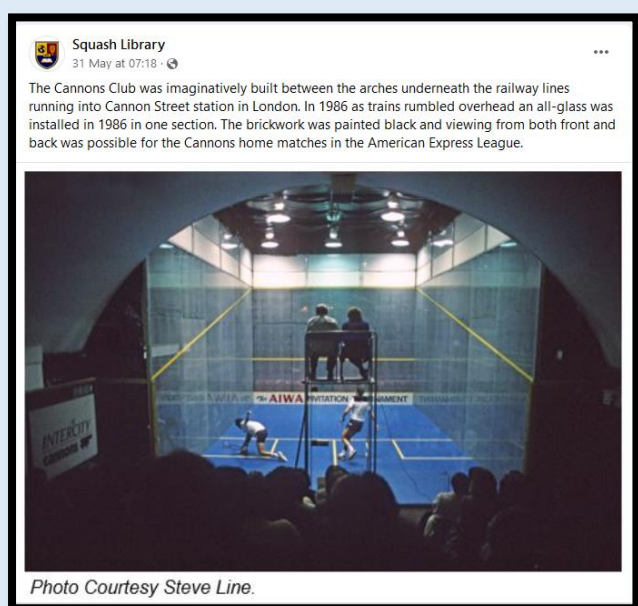 Squash Library
31 May at 07:18 ·
The Cannons Club was imaginatively built between the arches underneath the railway lines
running into Cannon Street station in London. In 1986 as trains rumbled overhead an all-glass was
installed in 1986 in one section. The brickwork was painted black and viewing from both front and
back was possible for the Cannons home matches in the American Express League.
AIWA INVITATION TOURNAMENT
INTERCITY
cannons
Photo Courtesy Steve Line.